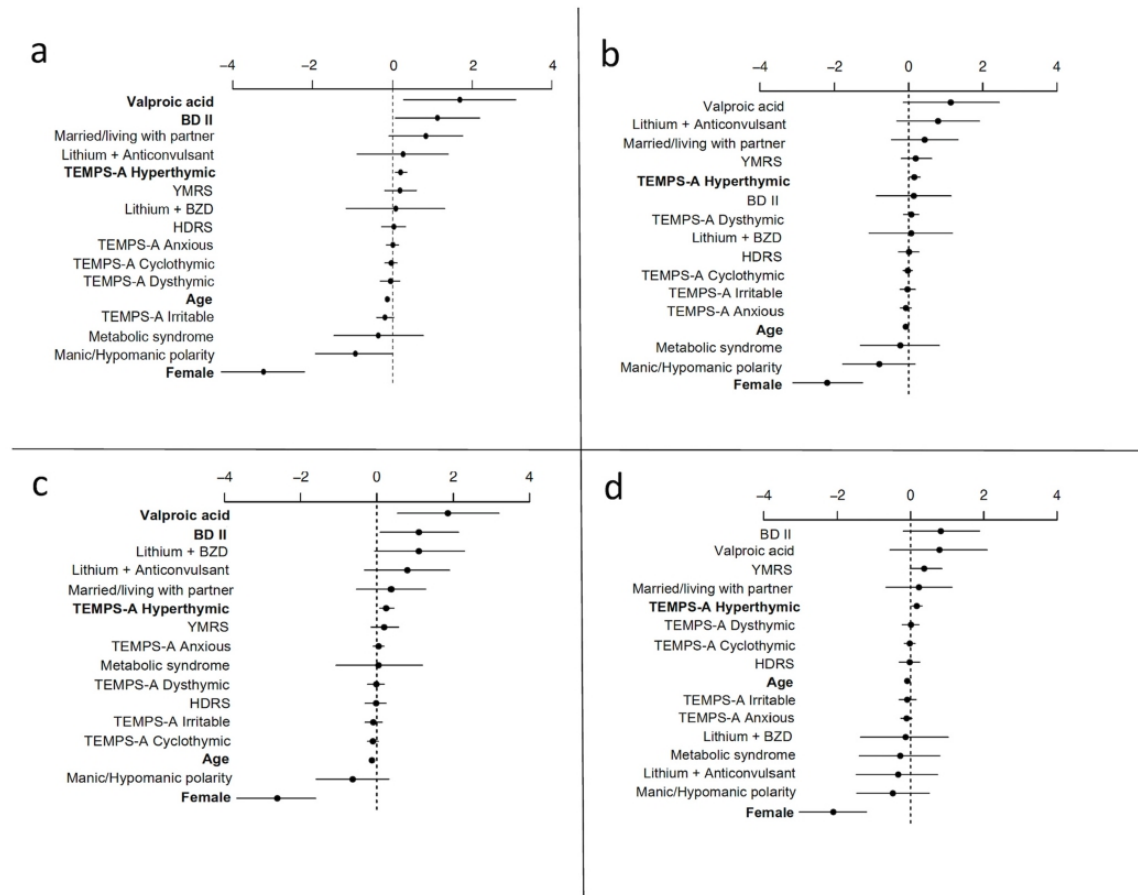 a
−4 −2 0 2 4
Valproic acid
BD II
Married/living with partner
Lithium + Anticonvulsant
TEMPS-A Hyperthymic
YMRS
Lithium + BZD
HDRS
TEMPS-A Anxious
TEMPS-A Cyclothymic
TEMPS-A Dysthymic
Age
TEMPS-A Irritable
Metabolic syndrome
Manic/Hypomanic polarity
Female
b
−4 −2 0 2 4
Valproic acid
Lithium + Anticonvulsant
Married/living with partner
YMRS
TEMPS-A Hyperthymic
BD II
TEMPS-A Dysthymic
Lithium + BZD
HDRS
TEMPS-A Cyclothymic
TEMPS-A Irritable
TEMPS-A Anxious
Age
Metabolic syndrome
Manic/Hypomanic polarity
Female
c
−4 −2 0 2 4
Valproic acid
BD II
Lithium + BZD
Lithium + Anticonvulsant
Married/living with partner
TEMPS-A Hyperthymic
YMRS
TEMPS-A Anxious
Metabolic syndrome
TEMPS-A Dysthymic
HDRS
TEMPS-A Irritable
TEMPS-A Cyclothymic
Age
Manic/Hypomanic polarity
Female
d
−4 −2 0 2 4
BD II
Valproic acid
YMRS
Married/living with partner
TEMPS-A Hyperthymic
TEMPS-A Dysthymic
TEMPS-A Cyclothymic
HDRS
Age
TEMPS-A Irritable
TEMPS-A Anxious
Lithium + BZD
Metabolic syndrome
Lithium + Anticonvulsant
Manic/Hypomanic polarity
Female